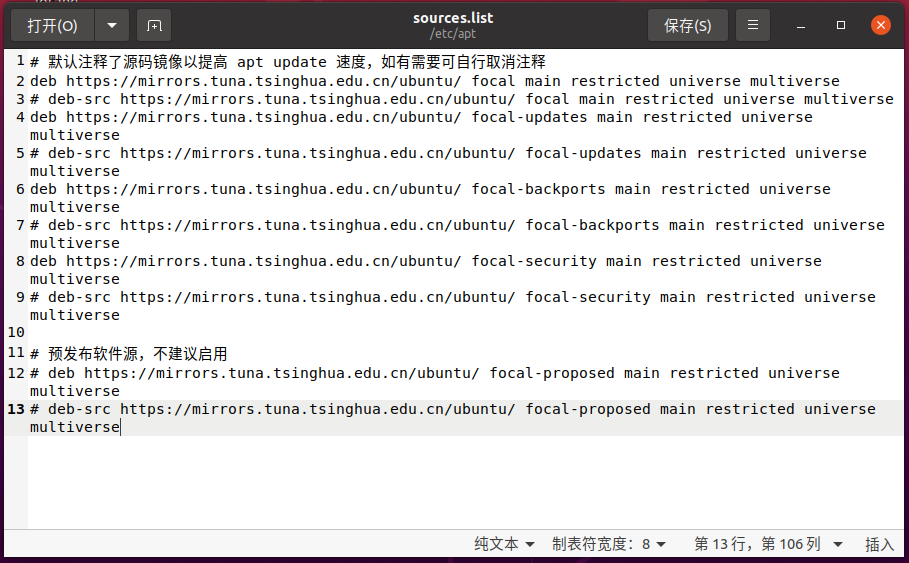 打开(O)
sources.list
/etc/apt
保存(S)
1 # 默认注释了源码镜像以提高 apt update 速度，如有需要可自行取消注释
2 deb https://mirrors.tuna.tsinghua.edu.cn/ubuntu/ focal main restricted universe multiverse
3 # deb-src https://mirrors.tuna.tsinghua.edu.cn/ubuntu/ focal main restricted universe multiverse
4 deb https://mirrors.tuna.tsinghua.edu.cn/ubuntu/ focal-updates main restricted universe
multiverse
5 # deb-src https://mirrors.tuna.tsinghua.edu.cn/ubuntu/ focal-updates main restricted universe
multiverse
6 deb https://mirrors.tuna.tsinghua.edu.cn/ubuntu/ focal-backports main restricted universe
multiverse
7 # deb-src https://mirrors.tuna.tsinghua.edu.cn/ubuntu/ focal-backports main restricted universe
multiverse
8 deb https://mirrors.tuna.tsinghua.edu.cn/ubuntu/ focal-security main restricted universe
multiverse
9 # deb-src https://mirrors.tuna.tsinghua.edu.cn/ubuntu/ focal-security main restricted universe
multiverse
10
11 # 预发布软件源，不建议启用
12 # deb https://mirrors.tuna.tsinghua.edu.cn/ubuntu/ focal-proposed main restricted universe
multiverse
13 # deb-src https://mirrors.tuna.tsinghua.edu.cn/ubuntu/ focal-proposed main restricted universe
multiverse
纯文本 制表符宽度：8 第 13 行，第 106 列 插入